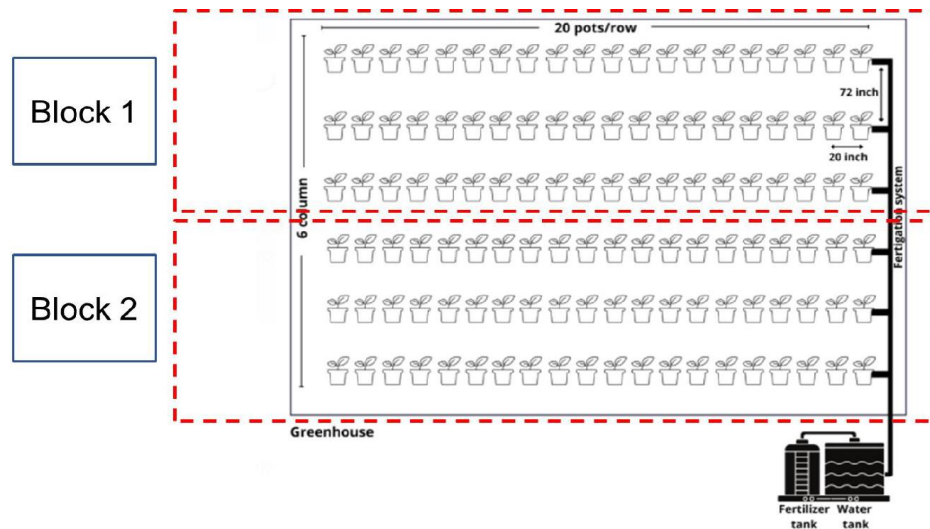 20 pots/row
Block 1
72 inch
20 inch
6 column
Fertigation system
Block 2
Greenhouse
Fertilizer
tank
Water
tank